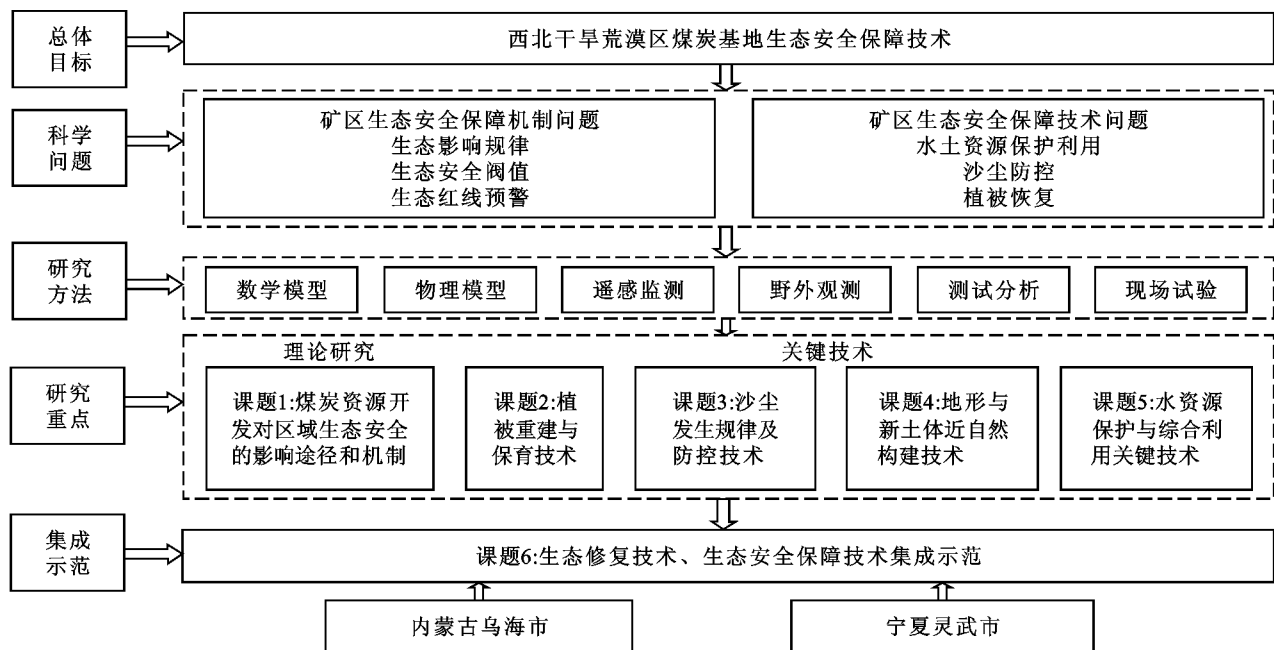 总体
目标
西北干旱荒漠区煤炭基地生态安全保障技术
科学
问题
矿区生态安全保障机制问题
生态影响规律
生态安全阀值
生态红线预警
矿区生态安全保障技术问题
水土资源保护利用
沙尘防控
植被恢复
研究
方法
数学模型
物理模型
遥感监测
野外观测
测试分析
现场试验
研究
重点
理论研究
关键技术
课题1:煤炭资源开
发对区域生态安全
的影响途径和机制
课题2:植
被重建与
保育技术
课题3:沙尘
发生规律及
防控技术
课题4:地形与
新土体近自然
构建技术
课题5:水资源
保护与综合利
用关键技术
集成
示范
课题6:生态修复技术、生态安全保障技术集成示范
内蒙古乌海市
宁夏灵武市